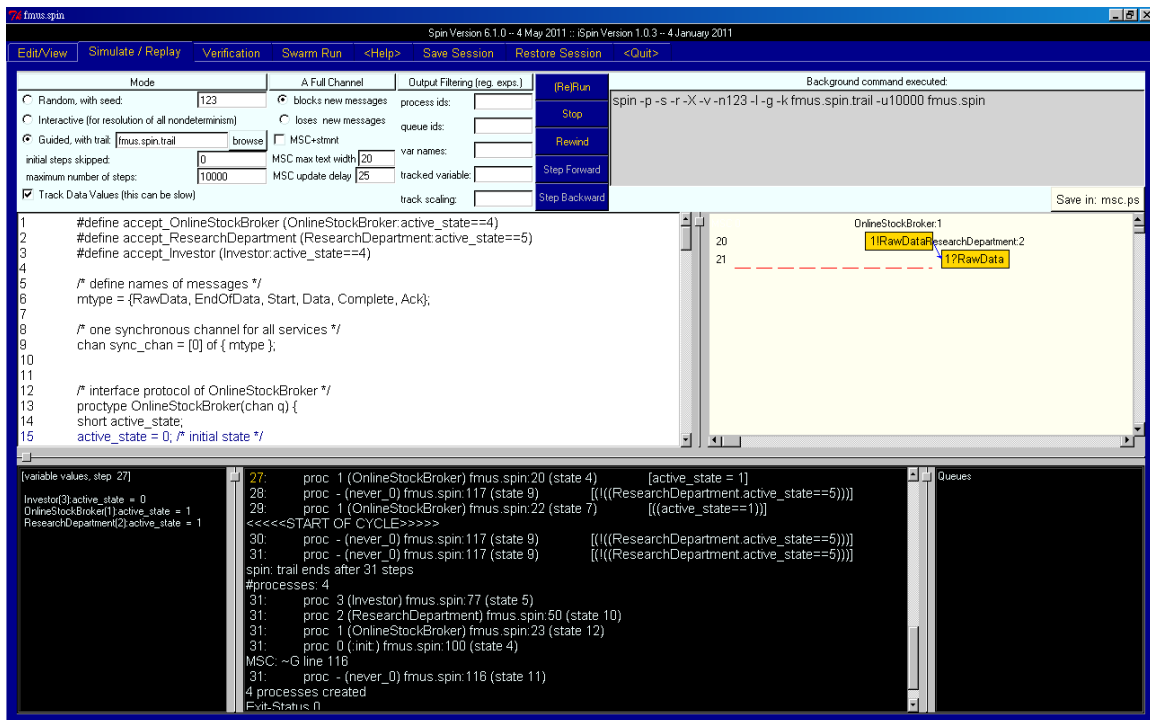 fmus.spin
Spin Version 6.1.0 -- 4 May 2011 :: iSpin Version 1.0.3 -- 4 January 2011
Edit/View Simulate / Replay Verification Swarm Run <Help> Save Session Restore Session <Quit>
Mode
Random, with seed: 123
Interactive (for resolution of all nondeterminism)
Guided, with trail: fmus.spin.trail browse
initial steps skipped: 0
maximum number of steps: 10000
Track Data Values (this can be slow)
A Full Channel
blocks new messages
loses new messages
MSC+stmnt
MSC max text width 20
MSC update delay 25
Output Filtering (reg. exps.)
process ids:
queue ids:
var names:
tracked variable:
track scaling:
(Re)Run
Stop
Rewind
Step Forward
Step Backward
Background command executed:
spin -p -s -r -X -v -n123 -l -g -k fmus.spin.trail -u10000 fmus.spin
Save in: msc.ps
1 #define accept_OnlineStockBroker (OnlineStockBroker:active_state==4)
2 #define accept_ResearchDepartment (ResearchDepartment:active_state==5)
3 #define accept_Investor (Investor:active_state==4)
4
5 /* define names of messages */
6 mtype = {RawData, EndOfData, Start, Data, Complete, Ack};
7
8 /* one synchronous channel for all services */
9 chan sync_chan = [0] of { mtype };
10
11
12 /* interface protocol of OnlineStockBroker */
13 proctype OnlineStockBroker(chan q) {
14 short active_state;
15 active_state = 0; /* initial state */
OnlineStockBroker:1
20 1!RawData ResearchDepartment:2
21 1?RawData
[variable values, step 27]
Investor(3):active_state = 0
OnlineStockBroker(1):active_state = 1
ResearchDepartment(2):active_state = 1
27: proc 1 (OnlineStockBroker) fmus.spin:20 (state 4) [active_state = 1]
28: proc - (never_0) fmus.spin:117 (state 9) [(!((ResearchDepartment.active_state==5)))]
29: proc 1 (OnlineStockBroker) fmus.spin:22 (state 7) [((active_state==1))]
<<<<<START OF CYCLE>>>>>
30: proc - (never_0) fmus.spin:117 (state 9) [(!((ResearchDepartment.active_state==5)))]
31: proc - (never_0) fmus.spin:117 (state 9) [(!((ResearchDepartment.active_state==5)))]
spin: trail ends after 31 steps
#processes: 4
31: proc 3 (Investor) fmus.spin:77 (state 5)
31: proc 2 (ResearchDepartment) fmus.spin:50 (state 10)
31: proc 1 (OnlineStockBroker) fmus.spin:23 (state 12)
31: proc 0 (:init:) fmus.spin:100 (state 4)
MSC: ~G line 116
31: proc - (never_0) fmus.spin:116 (state 11)
4 processes created
Exit-Status 0
Queues